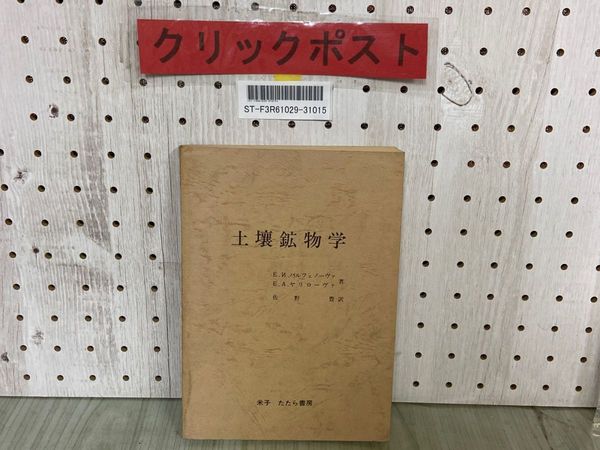 クリックポスト
ST-F3R61029-31015
土壌鉱物学
Е.И.パルフェノーヴァ
Е.А.ヤリローヴァ 著
佐野 豊 訳
米子 たたら書房